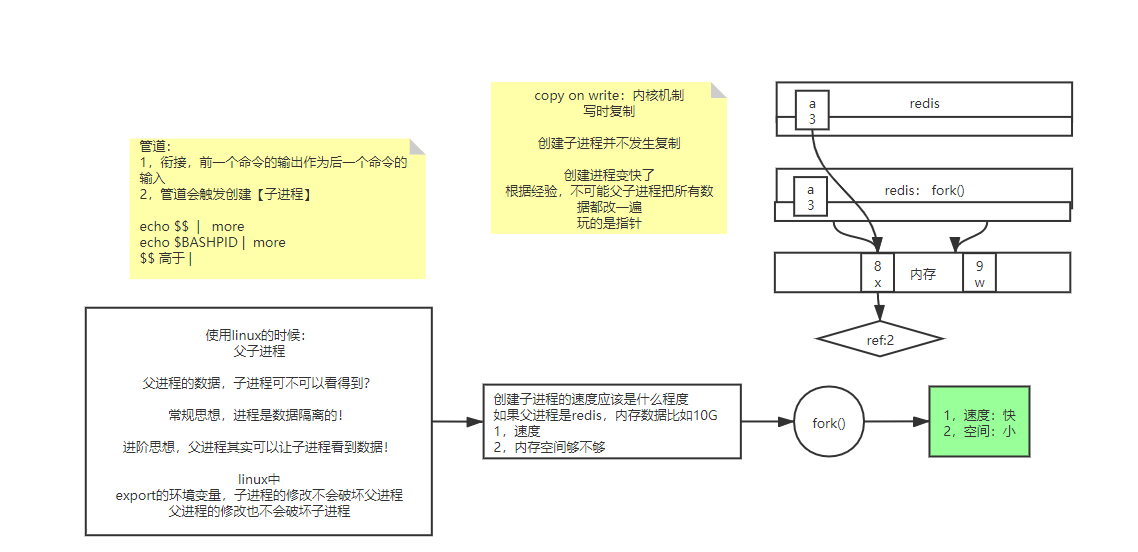 管道：
1，衔接，前一个命令的输出作为后一个命令的
输入
2，管道会触发创建【子进程】
echo $$ | more
echo $BASHPID | more
$$ 高于 |
copy on write：内核机制
写时复制
创建子进程并不发生复制
创建进程变快了
根据经验，不可能父子进程把所有数
据都改一遍
玩的是指针
redis
a
3
redis： fork()
a
3
8
x
内存
9
w
ref:2
使用linux的时候：
父子进程
父进程的数据，子进程可不可以看得到？
常规思想，进程是数据隔离的！
进阶思想，父进程其实可以让子进程看到数据！
linux中
export的环境变量，子进程的修改不会破坏父进程
父进程的修改也不会破坏子进程
创建子进程的速度应该是什么程度
如果父进程是redis，内存数据比如10G
1，速度
2，内存空间够不够
fork()
1，速度：快
2，空间：小